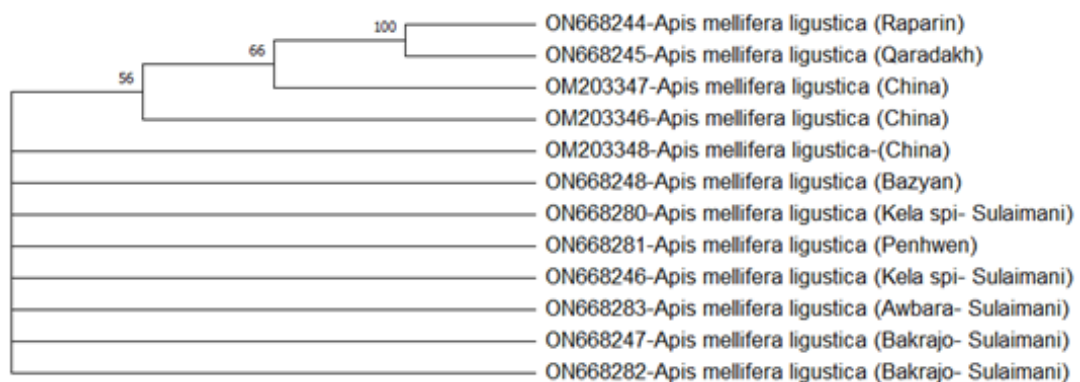 100
ON668244-Apis mellifera ligustica (Raparin)
66
ON668245-Apis mellifera ligustica (Qaradakh)
56
OM203347-Apis mellifera ligustica (China)
OM203346-Apis mellifera ligustica (China)
OM203348-Apis mellifera ligustica-(China)
ON668248-Apis mellifera ligustica (Bazyan)
ON668280-Apis mellifera ligustica (Kela spi- Sulaimani)
ON668281-Apis mellifera ligustica (Penhwen)
ON668246-Apis mellifera ligustica (Kela spi- Sulaimani)
ON668283-Apis mellifera ligustica (Awbara- Sulaimani)
ON668247-Apis mellifera ligustica (Bakrajo- Sulaimani)
ON668282-Apis mellifera ligustica (Bakrajo- Sulaimani)